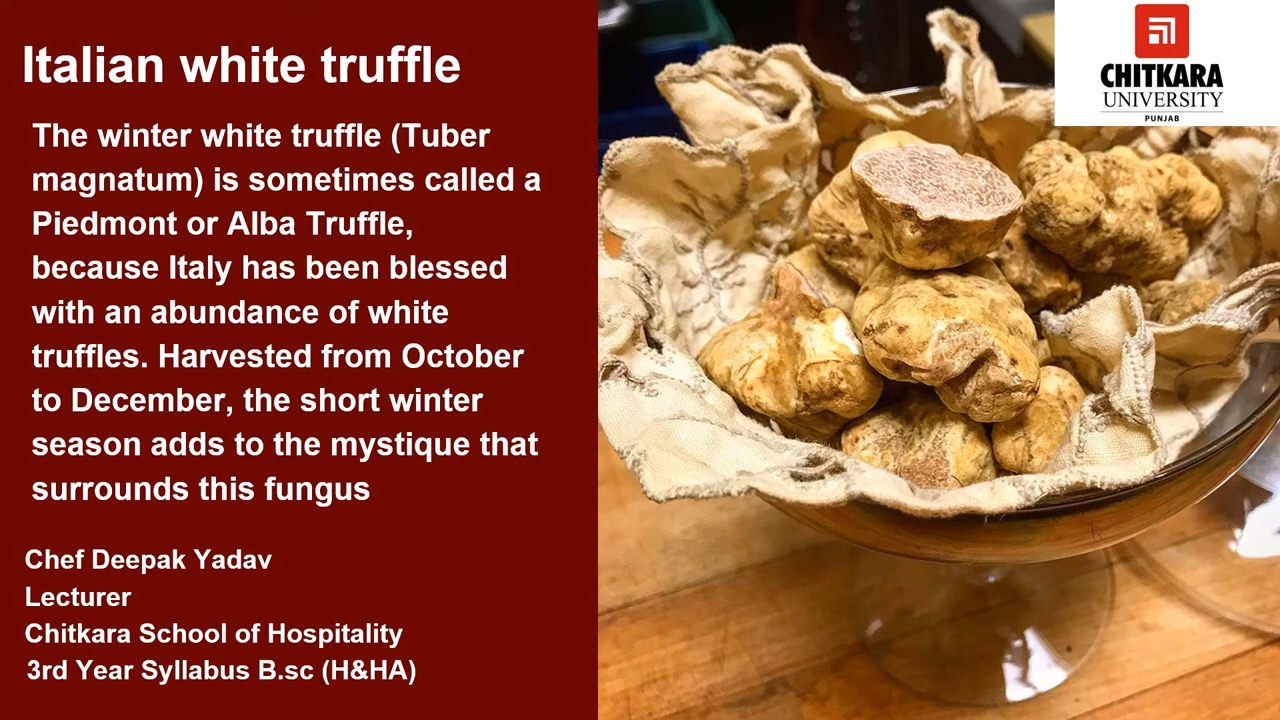 Italian white truffle
The winter white truffle (Tuber
magnatum) is sometimes called a
Piedmont or Alba Truffle,
because Italy has been blessed
with an abundance of white
truffles. Harvested from October
to December, the short winter
season adds to the mystique that
surrounds this fungus
Chef Deepak Yadav
Lecturer
Chitkara School of Hospitality
3rd Year Syllabus B.sc (H&HA)
CHITKARA
UNIVERSITY
PUNJAB